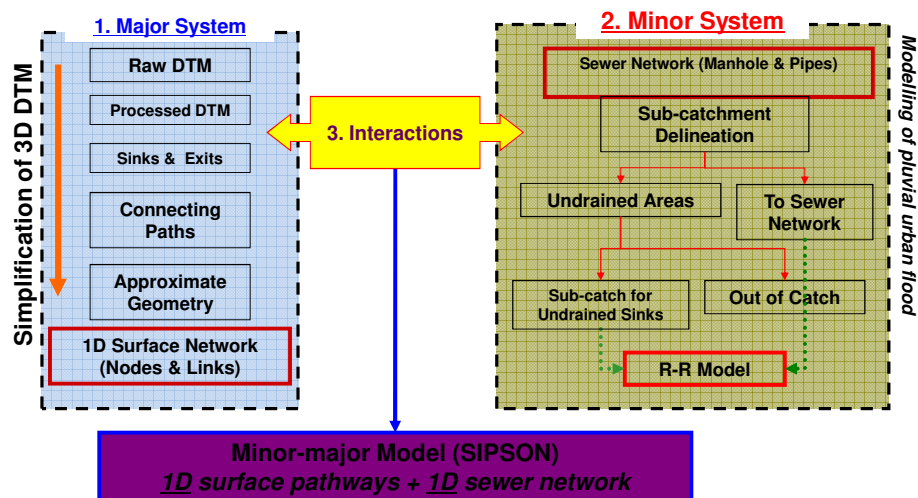 1. Major System
Simplification of 3D DTM
Raw DTM
Processed DTM
Sinks & Exits
Connecting
Paths
Approximate
Geometry
1D Surface Network
(Nodes & Links)
3. Interactions
2. Minor System
Sewer Network (Manhole & Pipes)
Sub-catchment
Delineation
Undrained Areas
To Sewer
Network
Sub-catch for
Undrained Sinks
Out of Catch
R-R Model
Modelling of pluvial urban flood
Minor-major Model (SIPSON)
1D surface pathways + 1D sewer network